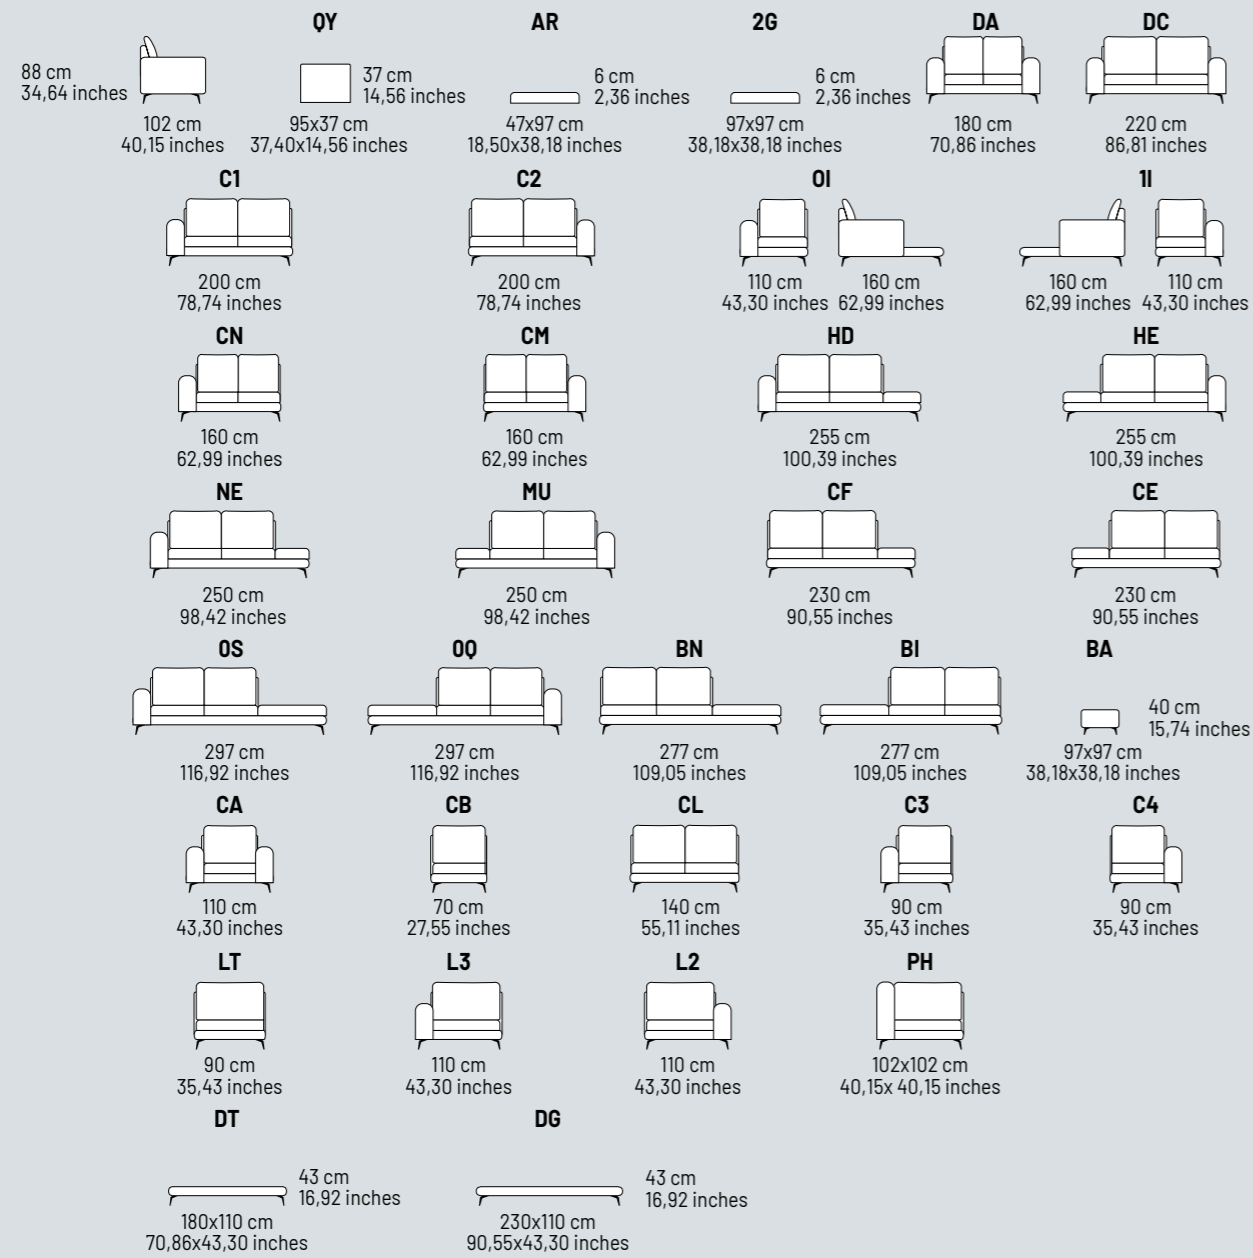 QY
AR
2G
DA
DC
88 cm
34,64 inches
102 cm
40,15 inches
37 cm
14,56 inches
95x37 cm
37,40x14,56 inches
6 cm
2,36 inches
47x97 cm
18,50x38,18 inches
6 cm
2,36 inches
97x97 cm
38,18x38,18 inches
180 cm
70,86 inches
220 cm
86,81 inches
C1
C2
0I
1I
200 cm
78,74 inches
200 cm
78,74 inches
110 cm
43,30 inches
160 cm
62,99 inches
160 cm
62,99 inches
110 cm
43,30 inches
CN
CM
HD
HE
160 cm
62,99 inches
160 cm
62,99 inches
255 cm
100,39 inches
255 cm
100,39 inches
NE
MU
CF
CE
250 cm
98,42 inches
250 cm
98,42 inches
230 cm
90,55 inches
230 cm
90,55 inches
0S
0Q
BN
BI
BA
297 cm
116,92 inches
297 cm
116,92 inches
277 cm
109,05 inches
277 cm
109,05 inches
40 cm
15,74 inches
97x97 cm
38,18x38,18 inches
CA
CB
CL
C3
C4
110 cm
43,30 inches
70 cm
27,55 inches
140 cm
55,11 inches
90 cm
35,43 inches
90 cm
35,43 inches
LT
L3
L2
PH
90 cm
35,43 inches
110 cm
43,30 inches
110 cm
43,30 inches
102x102 cm
40,15x 40,15 inches
DT
DG
43 cm
16,92 inches
180x110 cm
70,86x43,30 inches
43 cm
16,92 inches
230x110 cm
90,55x43,30 inches